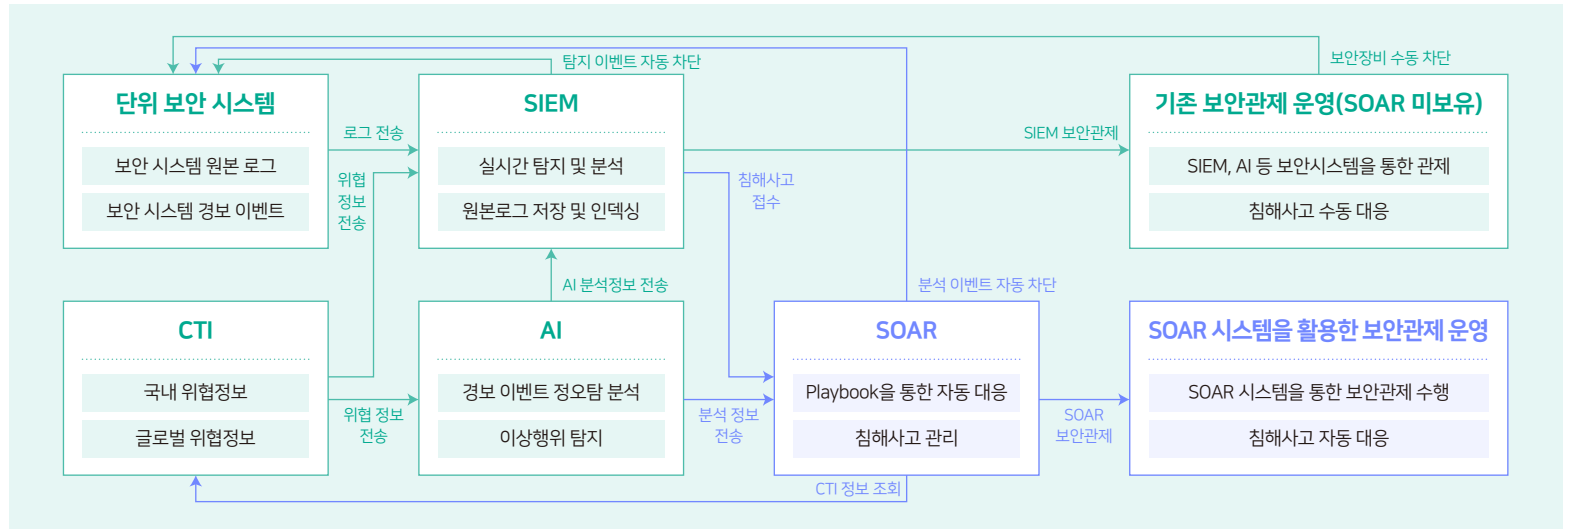 보안장비 수동 차단
탐지 이벤트 자동 차단
단위 보안 시스템
보안 시스템 원본 로그
보안 시스템 경보 이벤트
로그 전송
위협
정보
전송
SIEM
실시간 탐지 및 분석
원본로그 저장 및 인덱싱
침해사고
접수
SIEM 보안관제
기존 보안관제 운영(SOAR 미보유)
SIEM, AI 등 보안시스템을 통한 관제
침해사고 수동 대응
AI 분석정보 전송
분석 이벤트 자동 차단
CTI
국내 위협정보
글로벌 위협정보
위협 정보
전송
AI
경보 이벤트 정오탐 분석
이상행위 탐지
분석 정보
전송
SOAR
Playbook을 통한 자동 대응
침해사고 관리
SOAR
보안관제
SOAR 시스템을 활용한 보안관제 운영
SOAR 시스템을 통한 보안관제 수행
침해사고 자동 대응
CTI 정보 조회